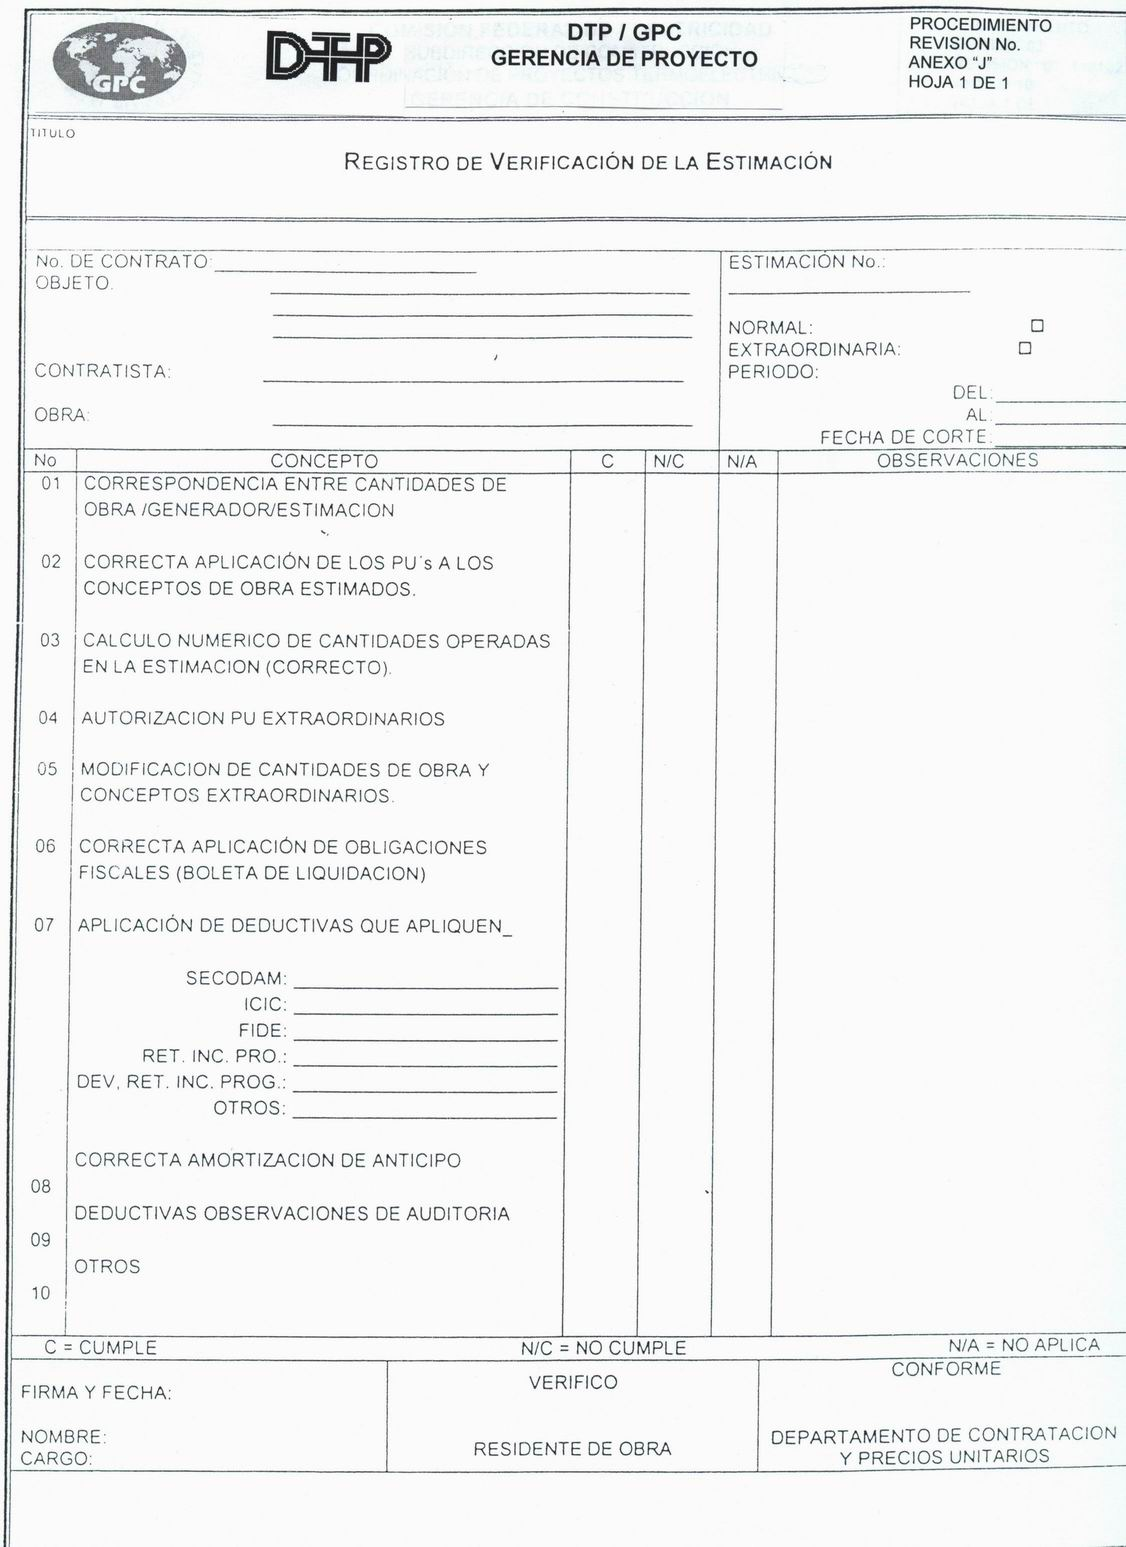 GPC
DTP
DTP / GPC
GERENCIA DE PROYECTO
PROCEDIMIENTO
REVISION No.
ANEXO "J"
HOJA 1 DE 1
TITULO
REGISTRO DE VERIFICACIÓN DE LA ESTIMACIÓN
No. DE CONTRATO:
OBJETO.
CONTRATISTA:
OBRA:
ESTIMACIÓN No.:
NORMAL: □
EXTRAORDINARIA: □
PERIODO:
DEL:
AL:
FECHA DE CORTE:
No CONCEPTO C N/C N/A OBSERVACIONES
01 CORRESPONDENCIA ENTRE CANTIDADES DE
OBRA /GENERADOR/ESTIMACION
02 CORRECTA APLICACIÓN DE LOS PU's A LOS
CONCEPTOS DE OBRA ESTIMADOS.
03 CALCULO NUMERICO DE CANTIDADES OPERADAS
EN LA ESTIMACION (CORRECTO).
04 AUTORIZACION PU EXTRAORDINARIOS
05 MODIFICACION DE CANTIDADES DE OBRA Y
CONCEPTOS EXTRAORDINARIOS.
06 CORRECTA APLICACIÓN DE OBLIGACIONES
FISCALES (BOLETA DE LIQUIDACION)
07 APLICACIÓN DE DEDUCTIVAS QUE APLIQUEN_
SECODAM:
ICIC:
FIDE:
RET. INC. PRO.:
DEV, RET. INC. PROG.:
OTROS:
CORRECTA AMORTIZACION DE ANTICIPO
08
DEDUCTIVAS OBSERVACIONES DE AUDITORIA
09
OTROS
10
C = CUMPLE N/C = NO CUMPLE N/A = NO APLICA
FIRMA Y FECHA:
NOMBRE:
CARGO:
VERIFICO
RESIDENTE DE OBRA
CONFORME
DEPARTAMENTO DE CONTRATACION
Y PRECIOS UNITARIOS